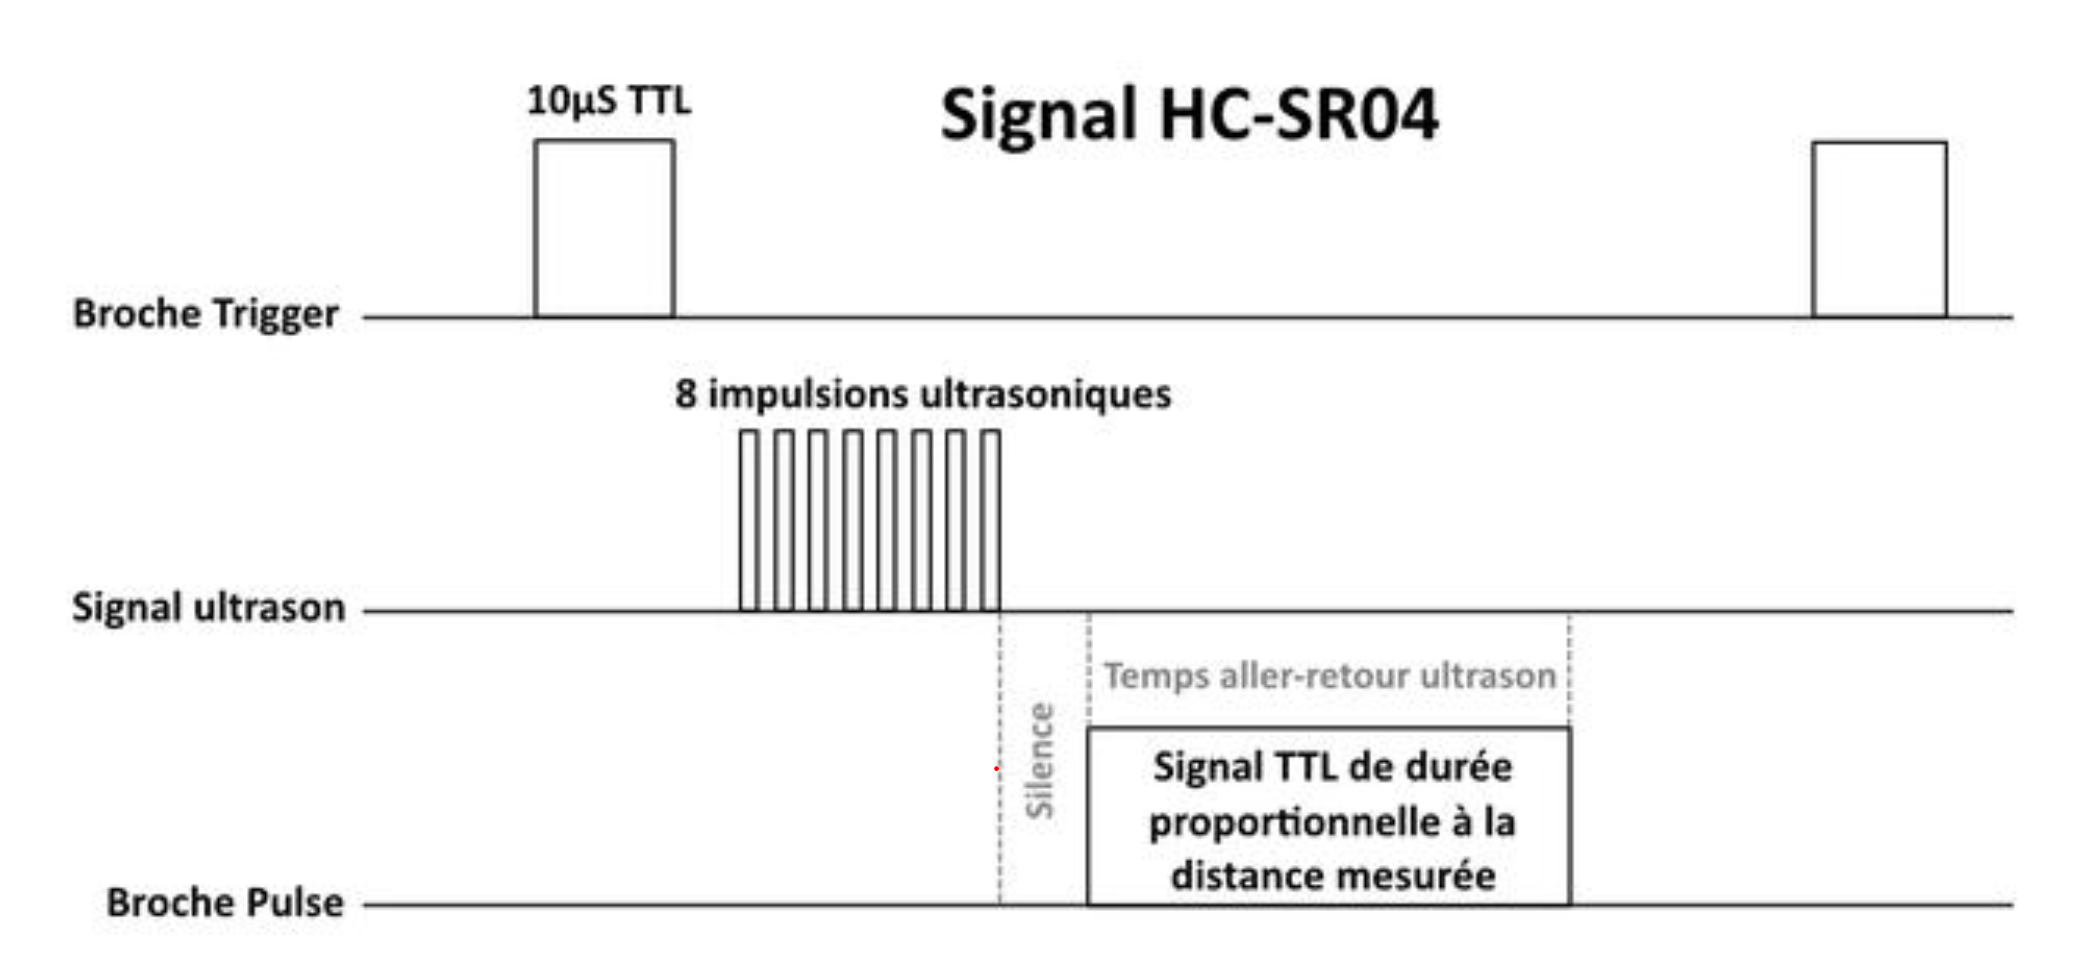 10µS TTL
Signal HC-SR04
Broche Trigger
8 impulsions ultrasoniques
Signal ultrason
Temps aller-retour ultrason
Silence
Signal TTL de durée
proportionnelle à la
distance mesurée
Broche Pulse